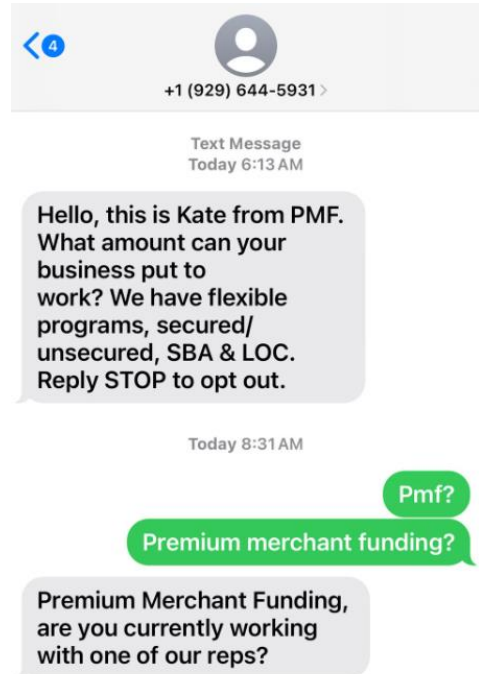 4
+1 (929) 644-5931
Text Message
Today 6:13 AM
Hello, this is Kate from PMF.
What amount can your
business put to
work? We have flexible
programs, secured/
unsecured, SBA & LOC.
Reply STOP to opt out.
Today 8:31 AM
Pmf?
Premium merchant funding?
Premium Merchant Funding,
are you currently working
with one of our reps?